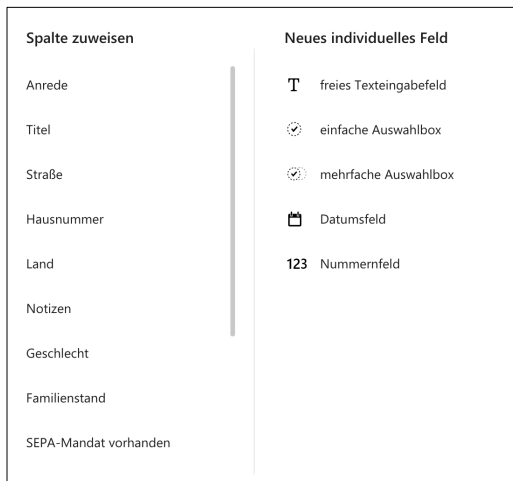 Spalte zuweisen
Anrede
Titel
Straße
Hausnummer
Land
Notizen
Geschlecht
Familienstand
SEPA-Mandat vorhanden
Neues individuelles Feld
T freies Texteingabefeld
einfache Auswahlbox
mehrfache Auswahlbox
Datumsfeld
123 Nummernfeld